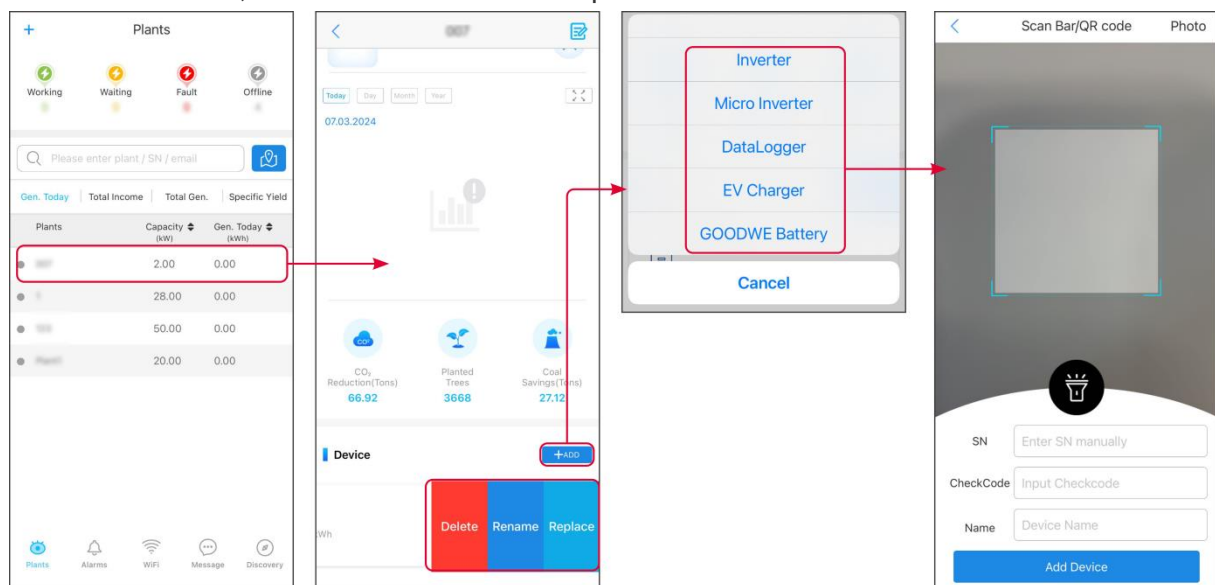 Plants
Working
Waiting
Fault
Offline
Please enter plant / SN / email
Gen. Today
Total Income
Total Gen.
Specific Yield
Plants
Capacity
(kW)
Gen. Today
(kWh)
2.00
0.00
28.00
0.00
50.00
0.00
20.00
0.00
Plants
Alarms
WiFi
Message
Discovery
007
Today
Day
Month
Year
07.03.2024
CO₂
Reduction(Tons)
66.92
Planted
Trees
3668
Coal
Savings(Tons)
27.12
Device
+ADD
Delete
Rename
Replace
Inverter
Micro Inverter
DataLogger
EV Charger
GOODWE Battery
Cancel
Scan Bar/QR code
Photo
SN
Enter SN manually
CheckCode
Input Checkcode
Name
Device Name
Add Device